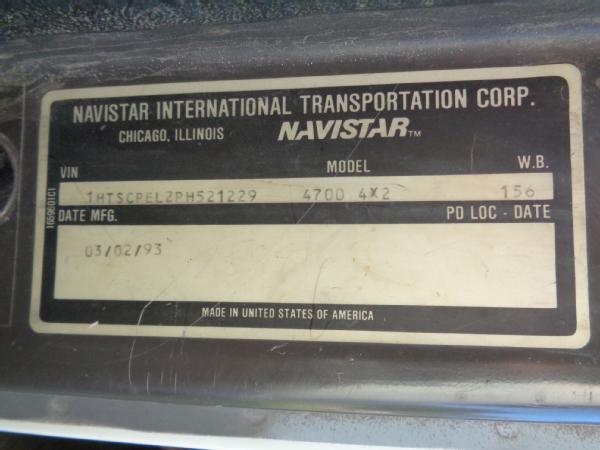 NAVISTAR INTERNATIONAL TRANSPORTATION CORP.
CHICAGO, ILLINOIS NAVISTAR™
VIN MODEL W.B.
1HTSCPEL2PH521229 4700 4X2 156
DATE MFG. PD LOC - DATE
03/02/93
MADE IN UNITED STATES OF AMERICA